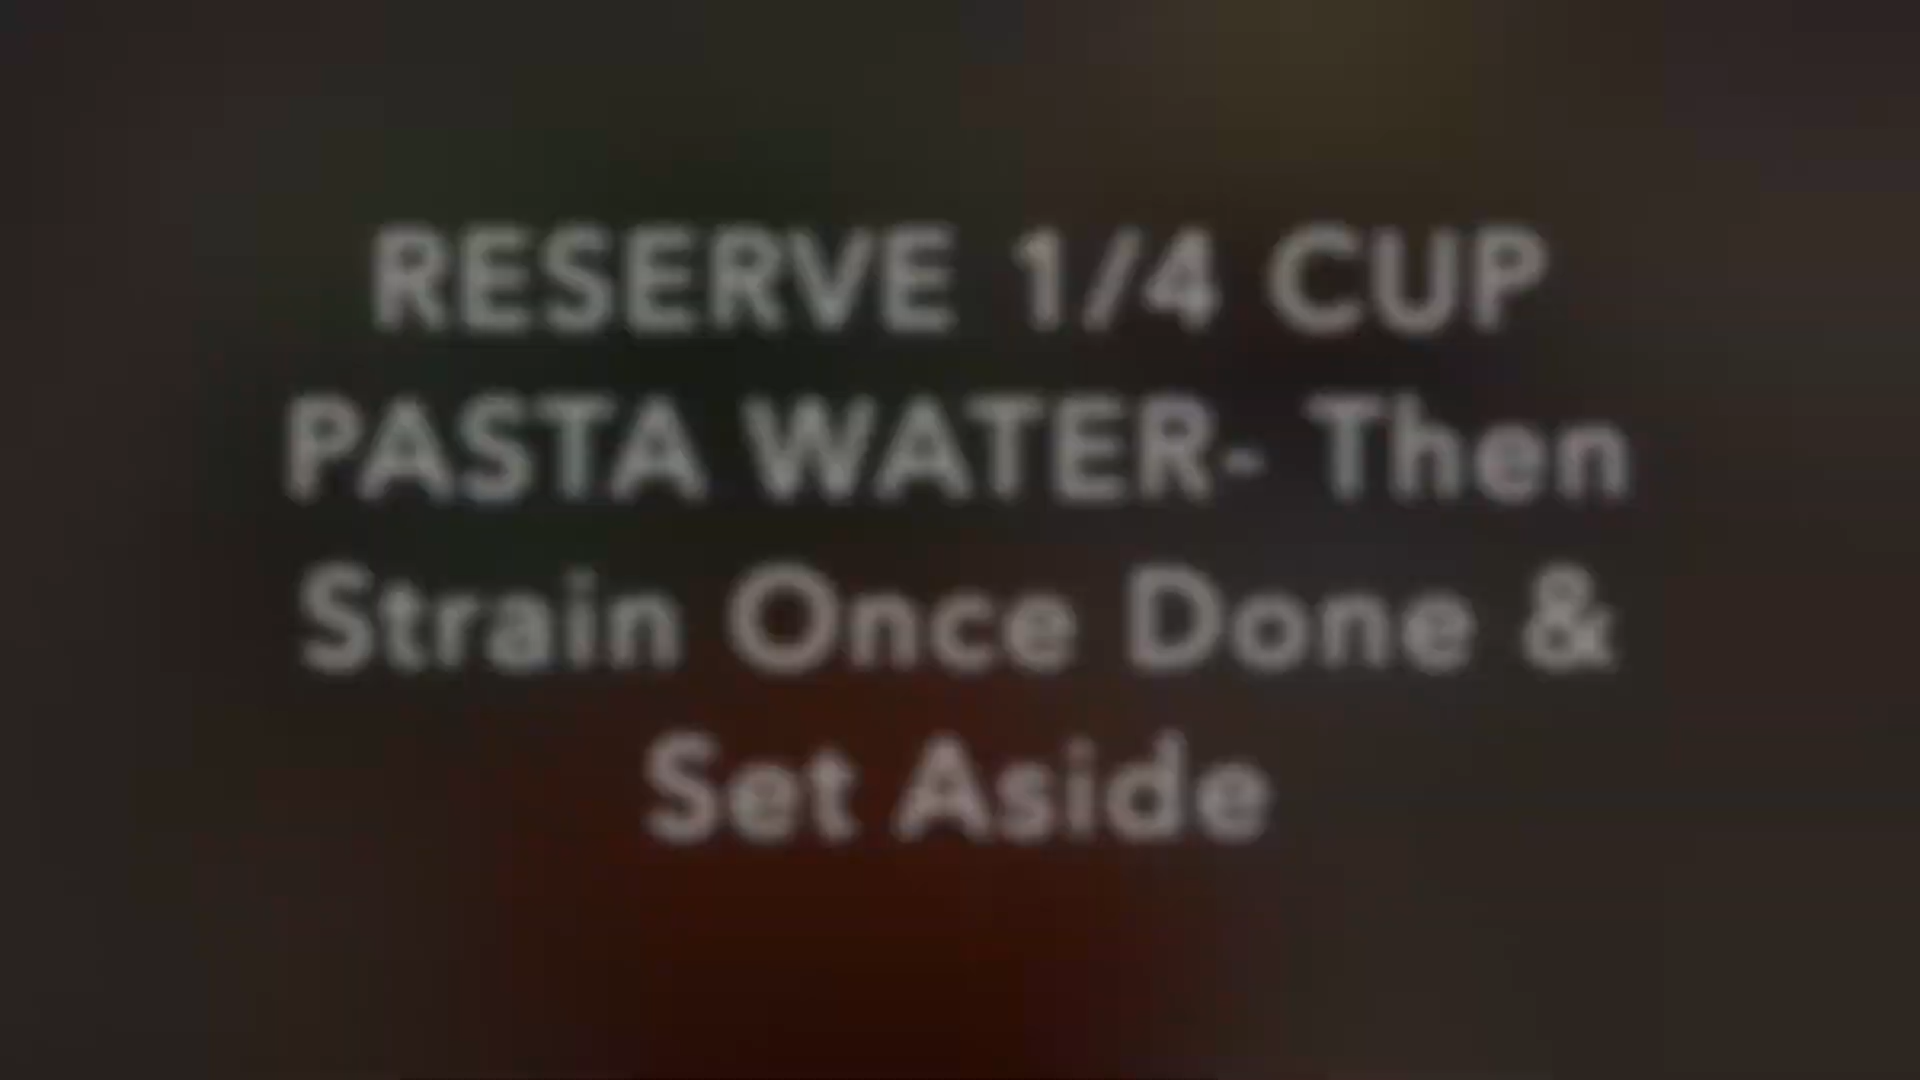 RESERVE 1/4 CUP
PASTA WATER- Then
Strain Once Done &
Set Aside